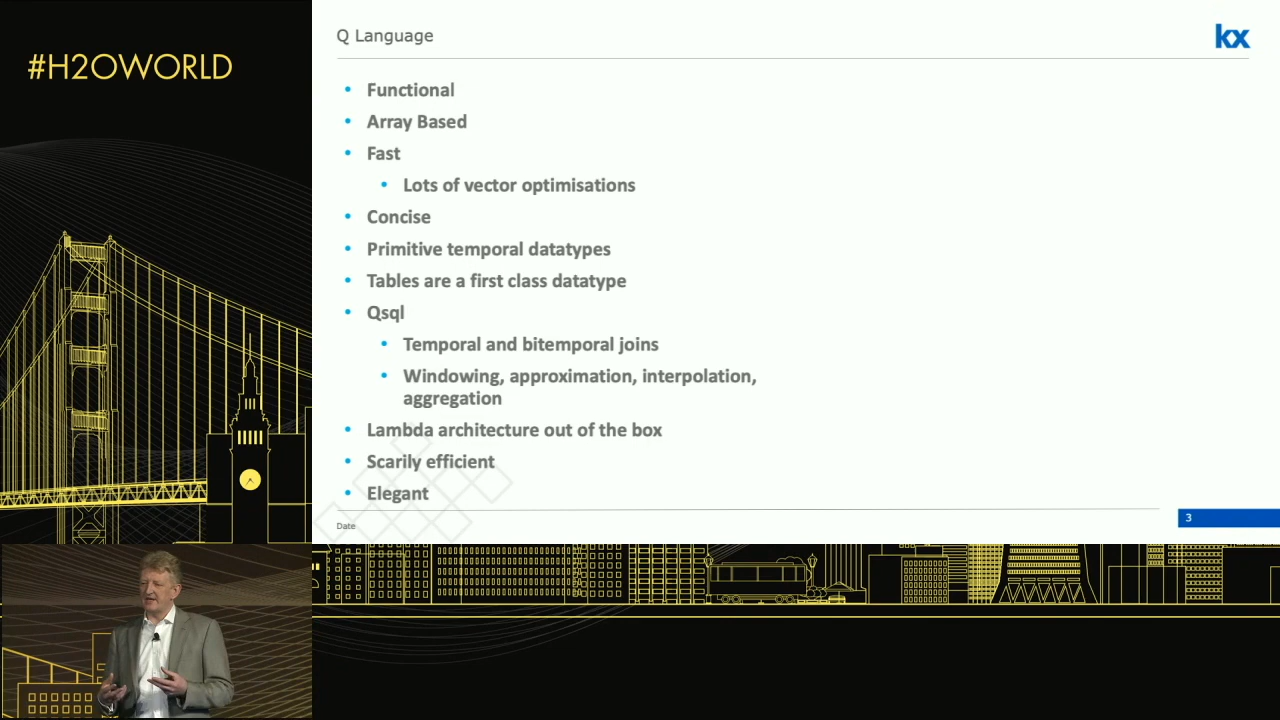 #H2OWORLD
Q Language
kx
• Functional
• Array Based
• Fast
• Lots of vector optimisations
• Concise
• Primitive temporal datatypes
• Tables are a first class datatype
• Qsql
• Temporal and bitemporal joins
• Windowing, approximation, interpolation,
aggregation
• Lambda architecture out of the box
• Scarily efficient
• Elegant
Date
3